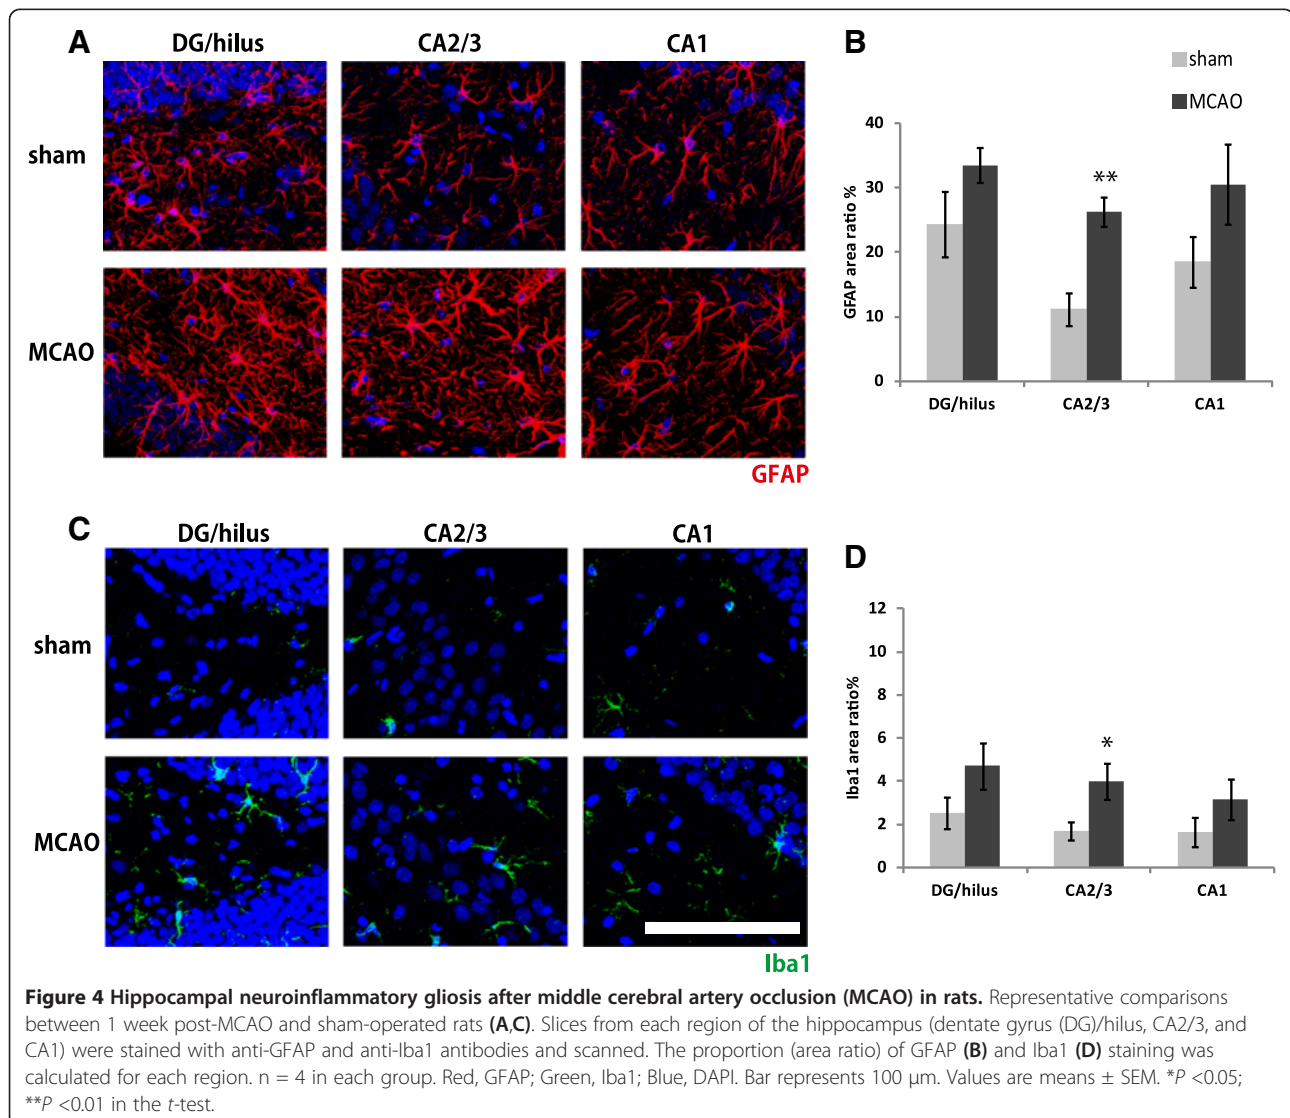 A
DG/hilus CA2/3 CA1
sham
MCAO
GFAP
B
sham
MCAO
GFAP area ratio %
40
30
20
10
0
**
DG/hilus CA2/3 CA1
C
DG/hilus CA2/3 CA1
sham
MCAO
Iba1
D
Iba1 area ratio%
12
10
8
6
4
2
0
*
DG/hilus CA2/3 CA1
Figure 4 Hippocampal neuroinflammatory gliosis after middle cerebral artery occlusion (MCAO) in rats. Representative comparisons
between 1 week post-MCAO and sham-operated rats (A,C). Slices from each region of the hippocampus (dentate gyrus (DG)/hilus, CA2/3, and
CA1) were stained with anti-GFAP and anti-Iba1 antibodies and scanned. The proportion (area ratio) of GFAP (B) and Iba1 (D) staining was
calculated for each region. n = 4 in each group. Red, GFAP; Green, Iba1; Blue, DAPI. Bar represents 100 μm. Values are means ± SEM. *P <0.05;
**P <0.01 in the t-test.